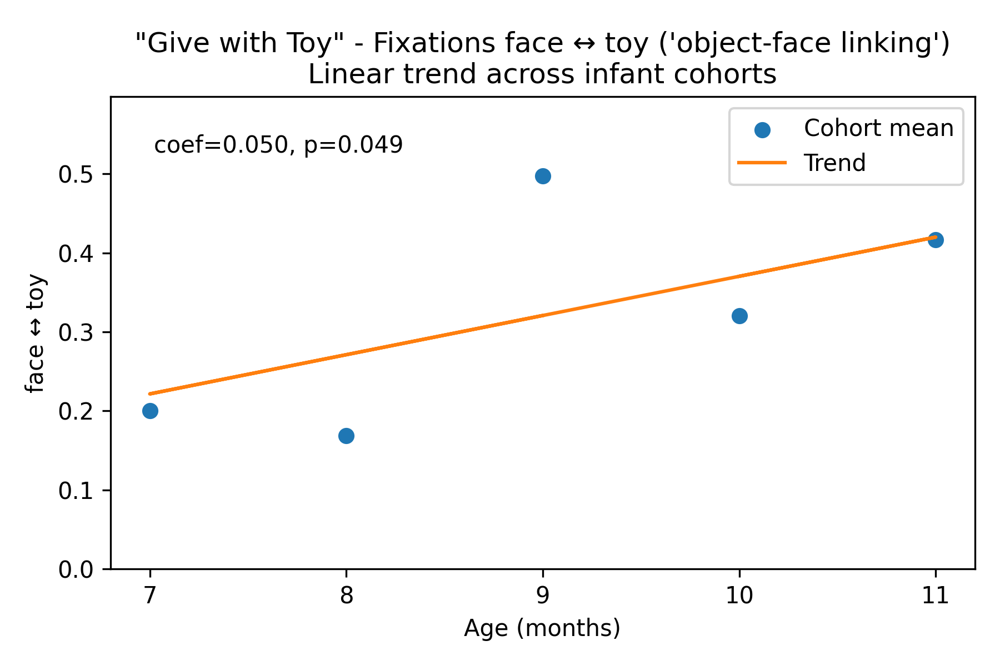 "Give with Toy" - Fixations face ↔ toy ('object-face linking')
Linear trend across infant cohorts
coef=0.050, p=0.049
Cohort mean
Trend
face ↔ toy
0.5
0.4
0.3
0.2
0.1
0.0
7 8 9 10 11
Age (months)